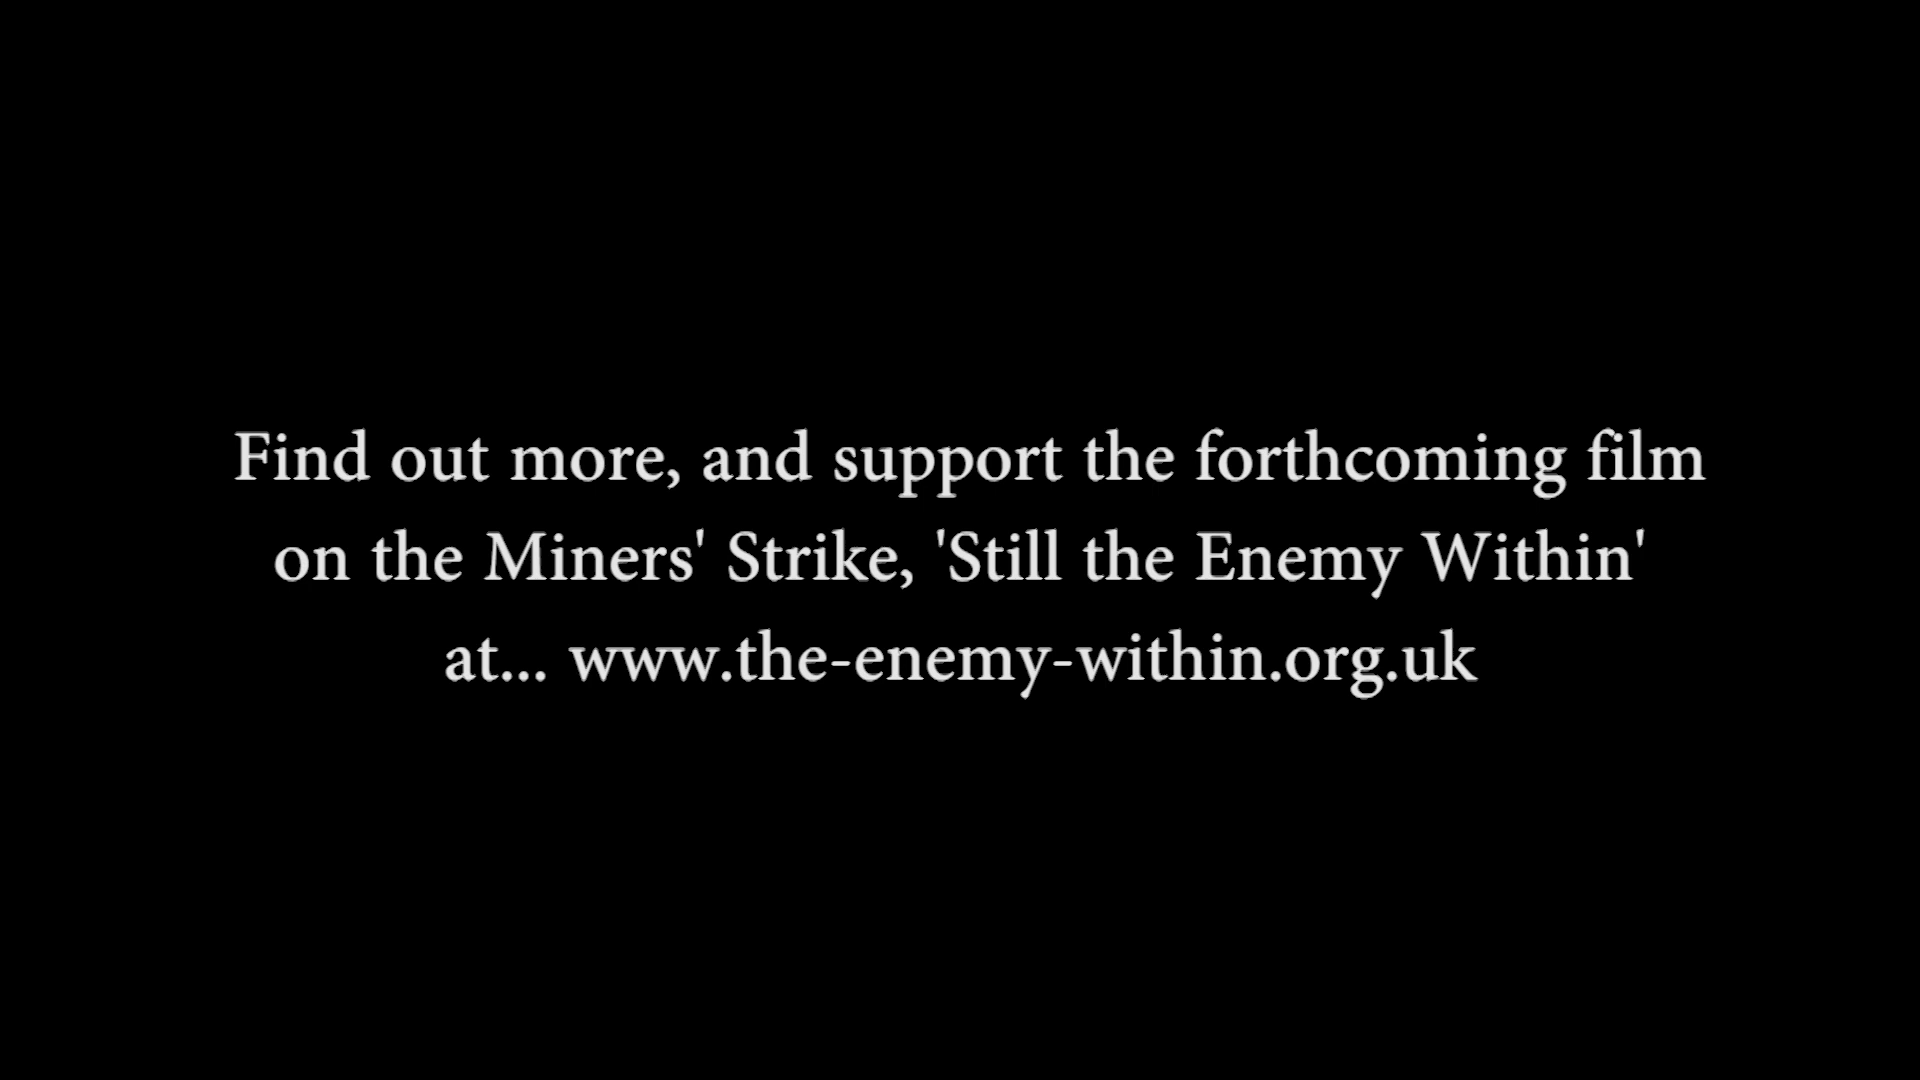 Find out more, and support the forthcoming film
on the Miners' Strike, 'Still the Enemy Within'
at... www.the-enemy-within.org.uk